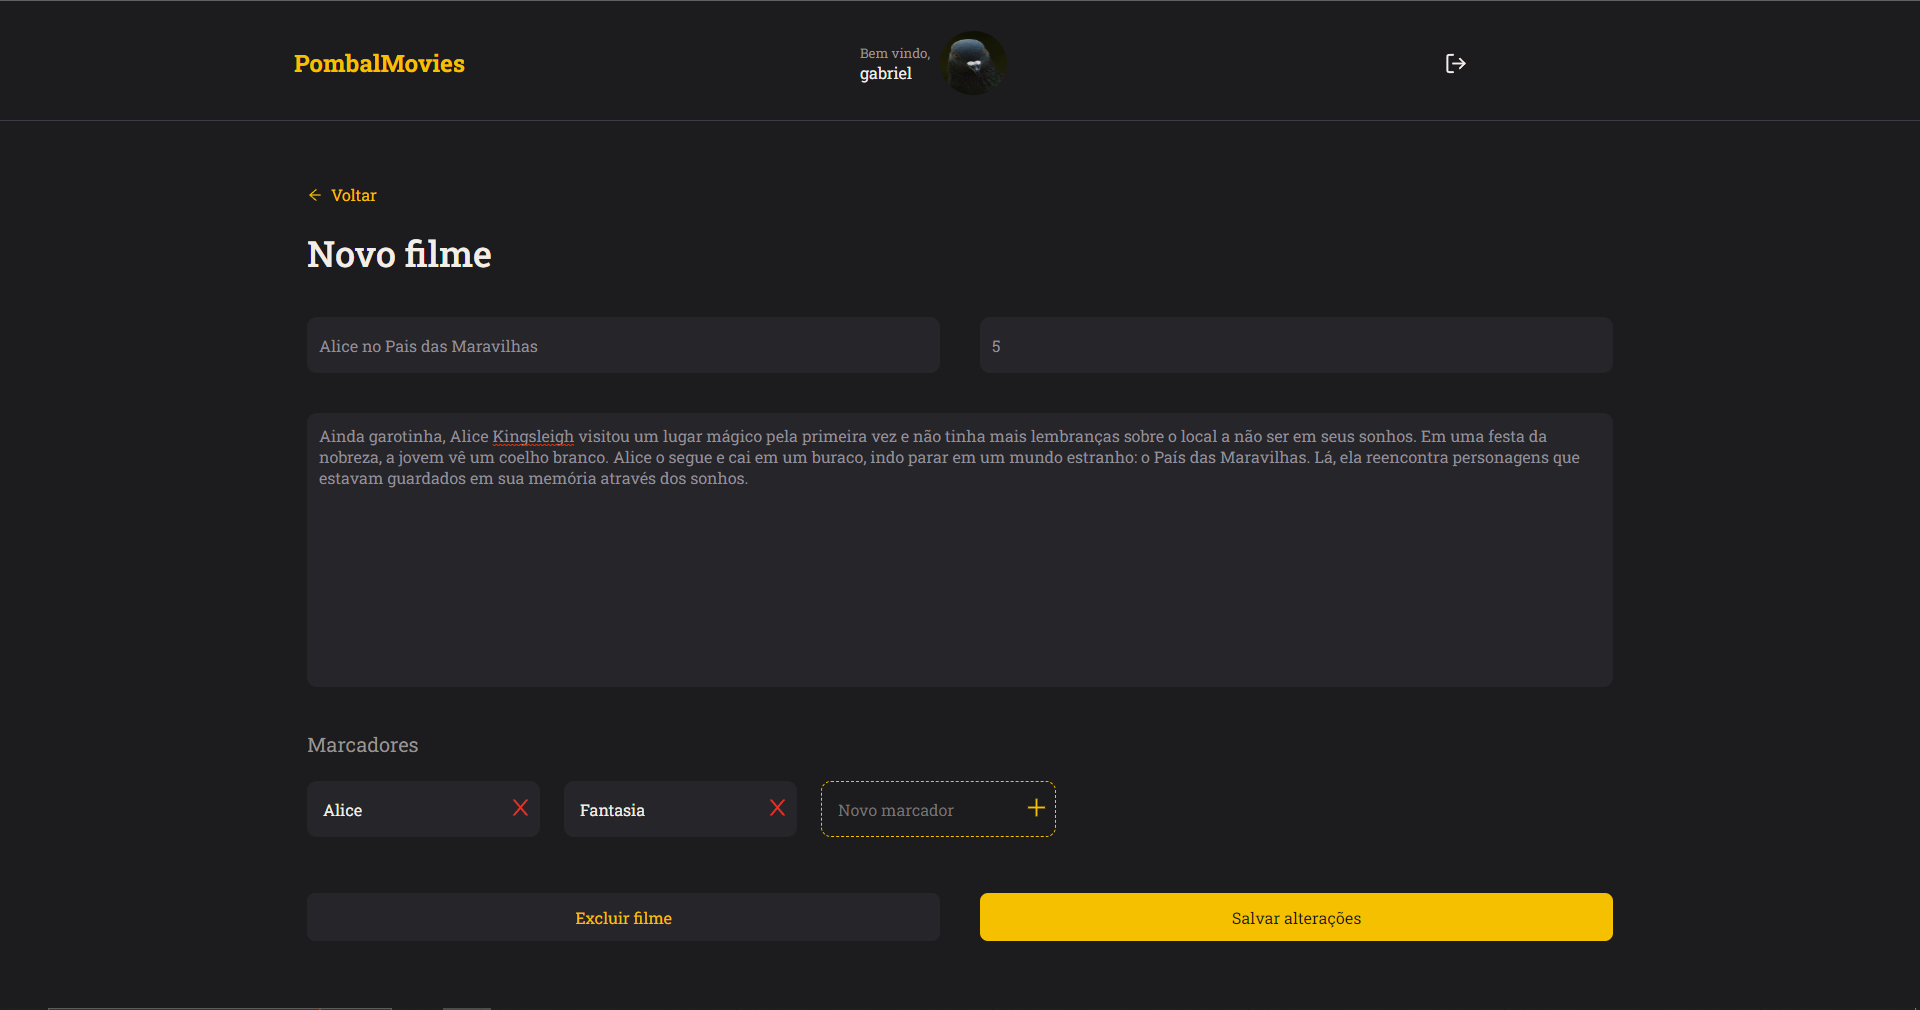 PombalMovies
Bem vindo,
gabriel
Voltar
Novo filme
Alice no Pais das Maravilhas
5
Ainda garotinha, Alice Kingsleigh visitou um lugar mágico pela primeira vez e não tinha mais lembranças sobre o local a não ser em seus sonhos. Em uma festa da
nobreza, a jovem vê um coelho branco. Alice o segue e cai em um buraco, indo parar em um mundo estranho: o País das Maravilhas. Lá, ela reencontra personagens que
estavam guardados em sua memória através dos sonhos.
Marcadores
Alice
Fantasia
Novo marcador
Excluir filme
Salvar alterações